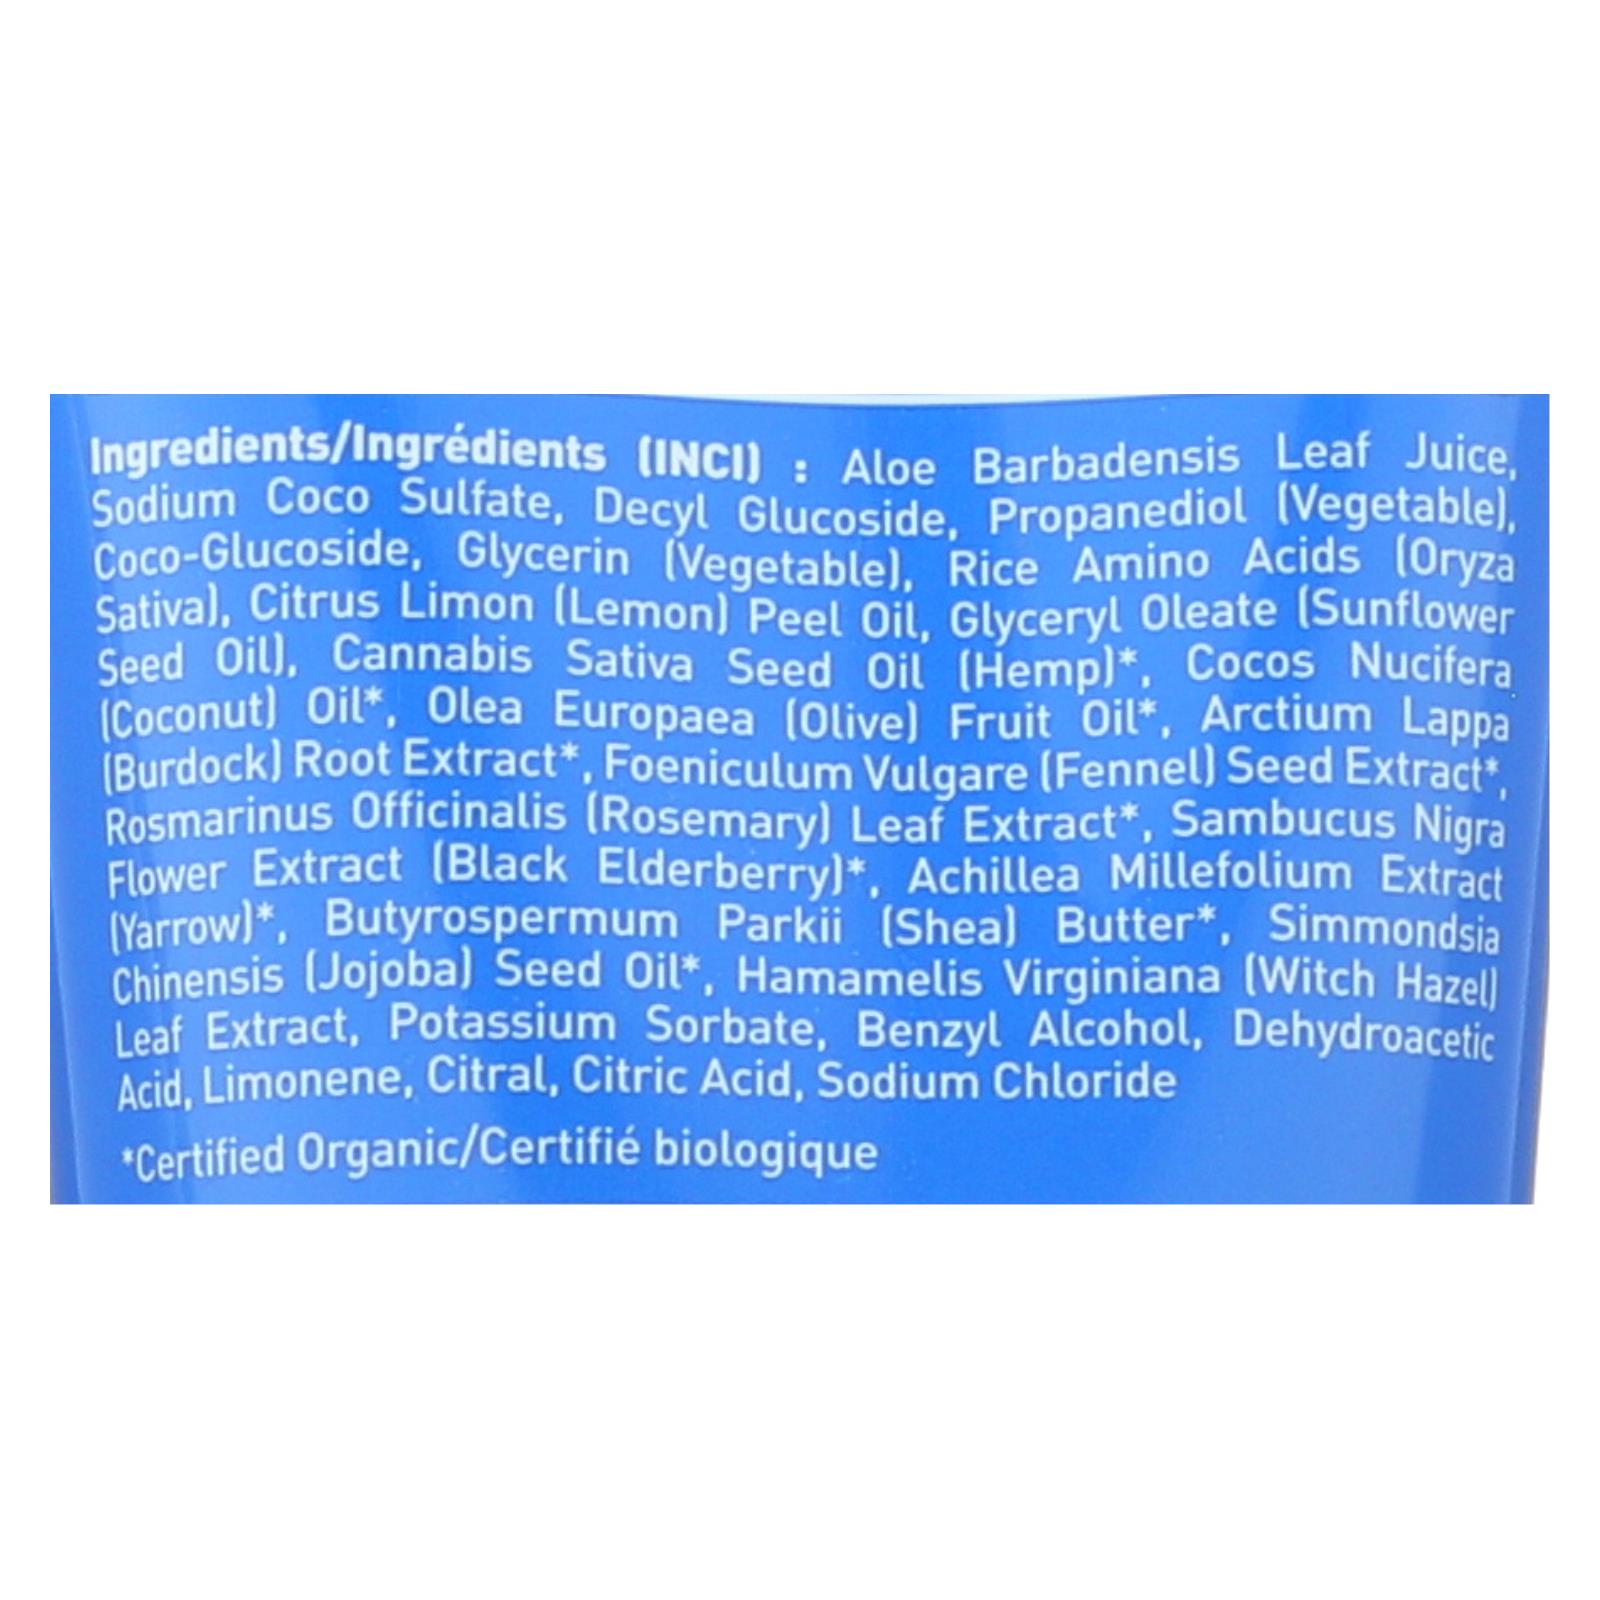 Ingredients/Ingrédients (INCI) : Aloe Barbadensis Leaf Juice,
Sodium Coco Sulfate, Decyl Glucoside, Propanediol (Vegetable),
Coco-Glucoside, Glycerin (Vegetable), Rice Amino Acids (Oryza
Sativa), Citrus Limon (Lemon) Peel Oil, Glyceryl Oleate (Sunflower
Seed Oil), Cannabis Sativa Seed Oil (Hemp)*, Cocos Nucifera
(Coconut) Oil*, Olea Europaea (Olive) Fruit Oil*, Arctium Lappa
(Burdock) Root Extract*, Foeniculum Vulgare (Fennel) Seed Extract*,
Rosmarinus Officinalis (Rosemary) Leaf Extract*, Sambucus Nigra
Flower Extract (Black Elderberry)*, Achillea Millefolium Extract
(Yarrow)*, Butyrospermum Parkii (Shea) Butter*, Simmondsia
Chinensis (Jojoba) Seed Oil*, Hamamelis Virginiana (Witch Hazel)
Leaf Extract, Potassium Sorbate, Benzyl Alcohol, Dehydroacetic
Acid, Limonene, Citral, Citric Acid, Sodium Chloride
*Certified Organic/Certifié biologique